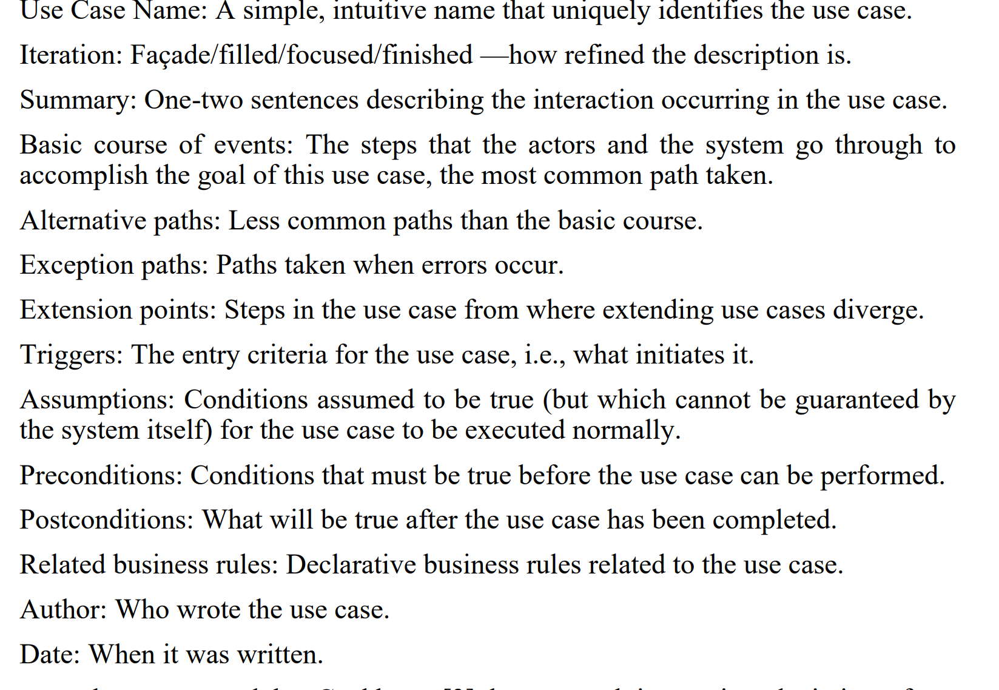 Use Case Name: A simple, intuitive name that uniquely identifies the use case.
Iteration: Façade/filled/focused/finished —how refined the description is.
Summary: One-two sentences describing the interaction occurring in the use case.
Basic course of events: The steps that the actors and the system go through to
accomplish the goal of this use case, the most common path taken.
Alternative paths: Less common paths than the basic course.
Exception paths: Paths taken when errors occur.
Extension points: Steps in the use case from where extending use cases diverge.
Triggers: The entry criteria for the use case, i.e., what initiates it.
Assumptions: Conditions assumed to be true (but which cannot be guaranteed by
the system itself) for the use case to be executed normally.
Preconditions: Conditions that must be true before the use case can be performed.
Postconditions: What will be true after the use case has been completed.
Related business rules: Declarative business rules related to the use case.
Author: Who wrote the use case.
Date: When it was written.